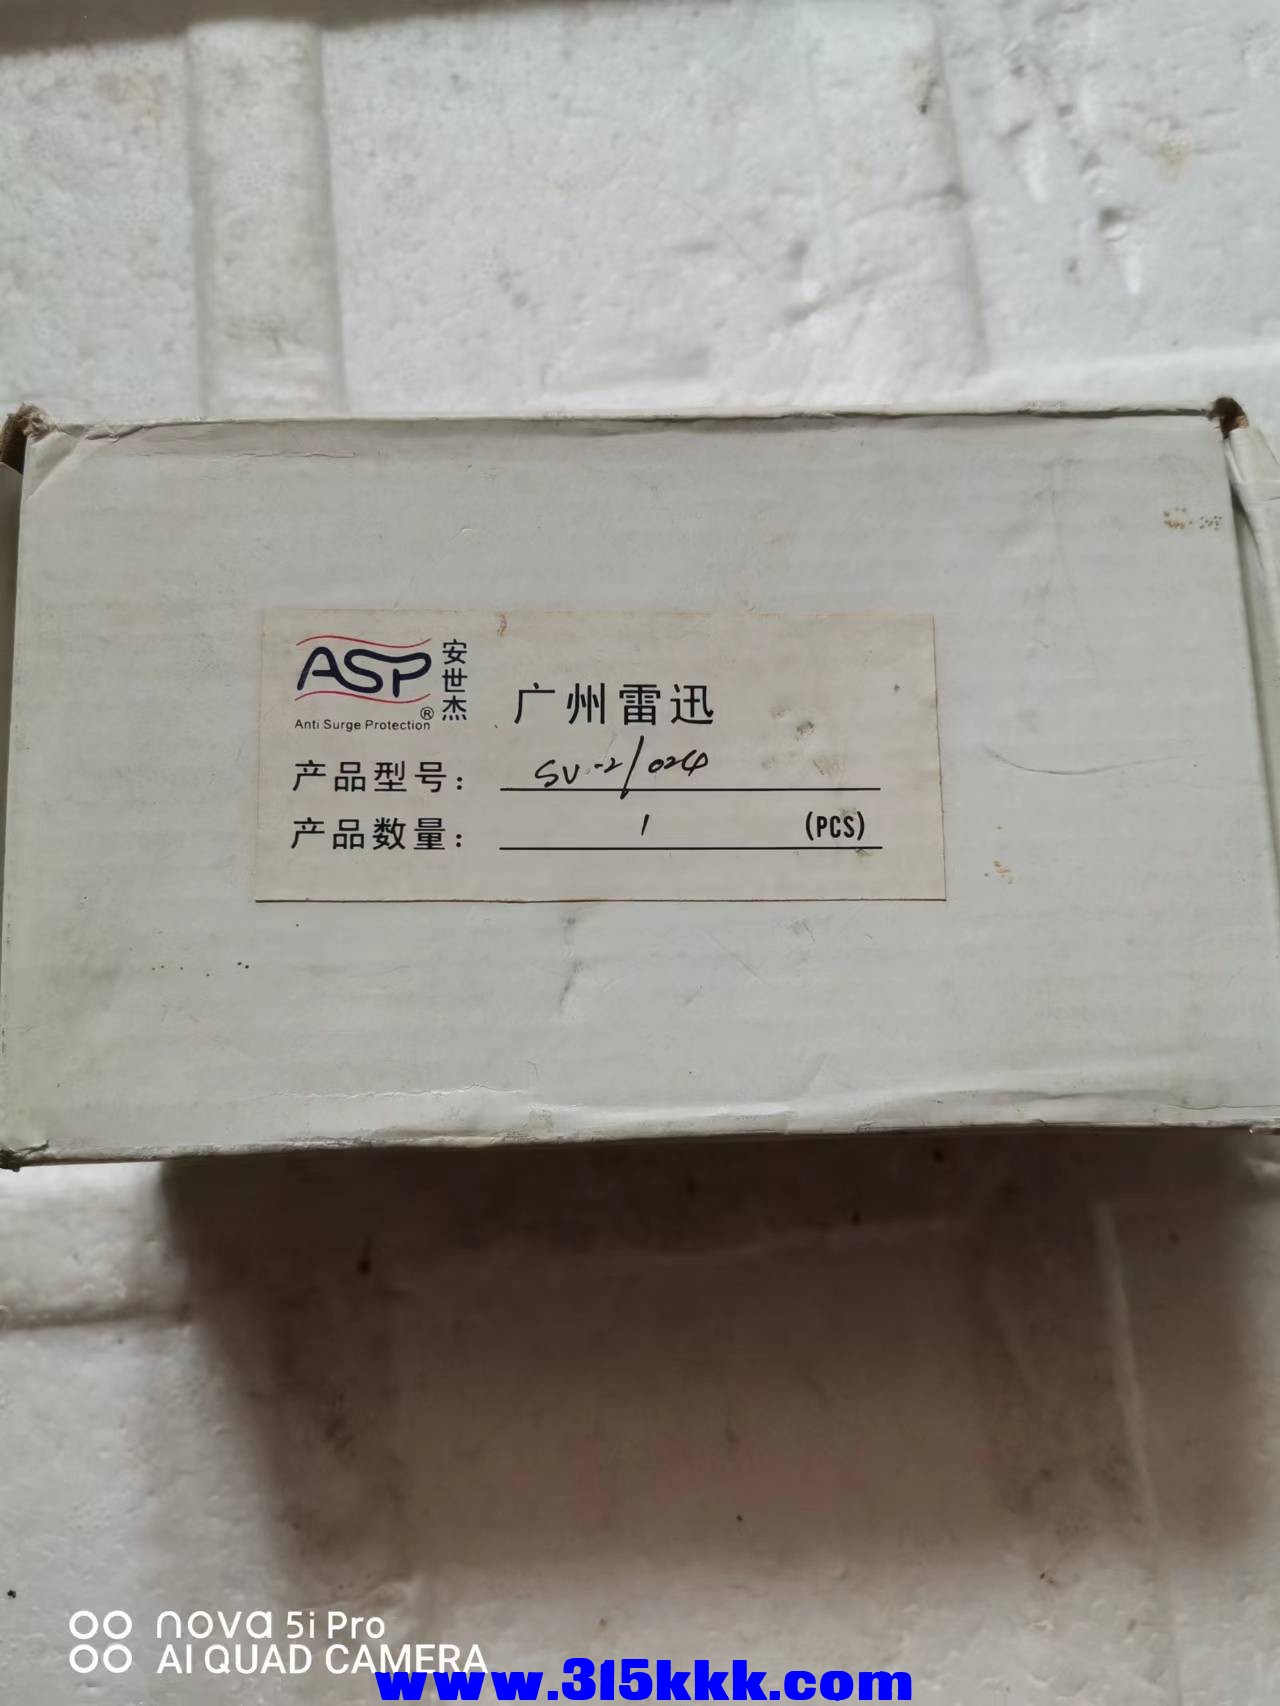 ASP®
安世杰
Anti Surge Protection
广州雷迅
产品型号： SV-2/024
产品数量： 1 (PCS)
nova 5i Pro
AI QUAD CAMERA
www.315kkk.com